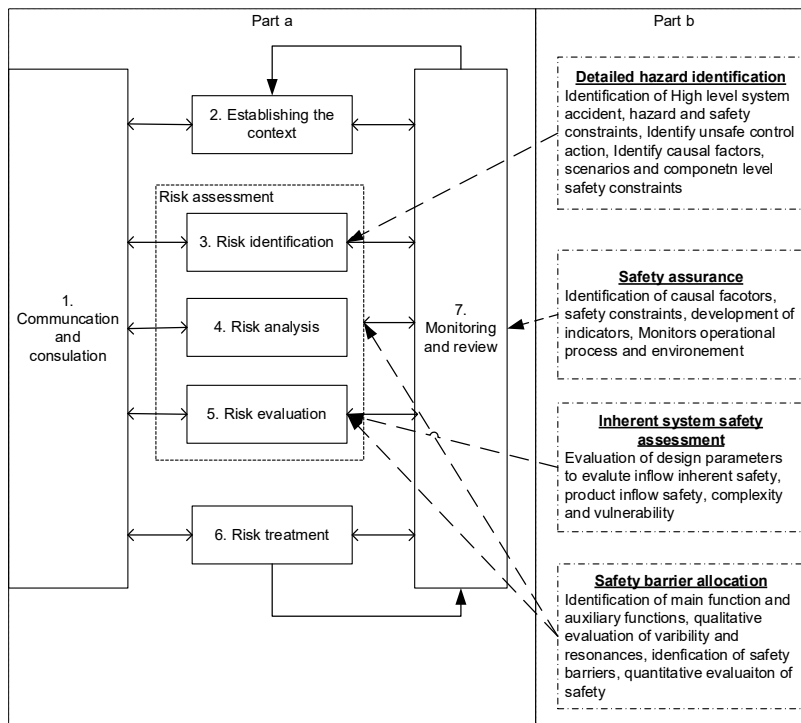 Part a
1.
Communcation
and
consulation
2. Establishing the
context
Risk assessment
3. Risk identification
4. Risk analysis
5. Risk evaluation
6. Risk treatment
7.
Monitoring
and review
Part b
Detailed hazard identification
Identification of High level system
accident, hazard and safety
constraints, Identify unsafe control
action, Identify causal factors,
scenarios and componetn level
safety constraints
Safety assurance
Identification of causal facotors,
safety constraints, development of
indicators, Monitors operational
process and environement
Inherent system safety
assessment
Evaluation of design parameters
to evalute inflow inherent safety,
product inflow safety, complexity
and vulnerability
Safety barrier allocation
Identification of main function and
auxiliary functions, qualitative
evaluation of varibility and
resonances, idenfication of safety
barriers, quantitative evaluaiton of
safety